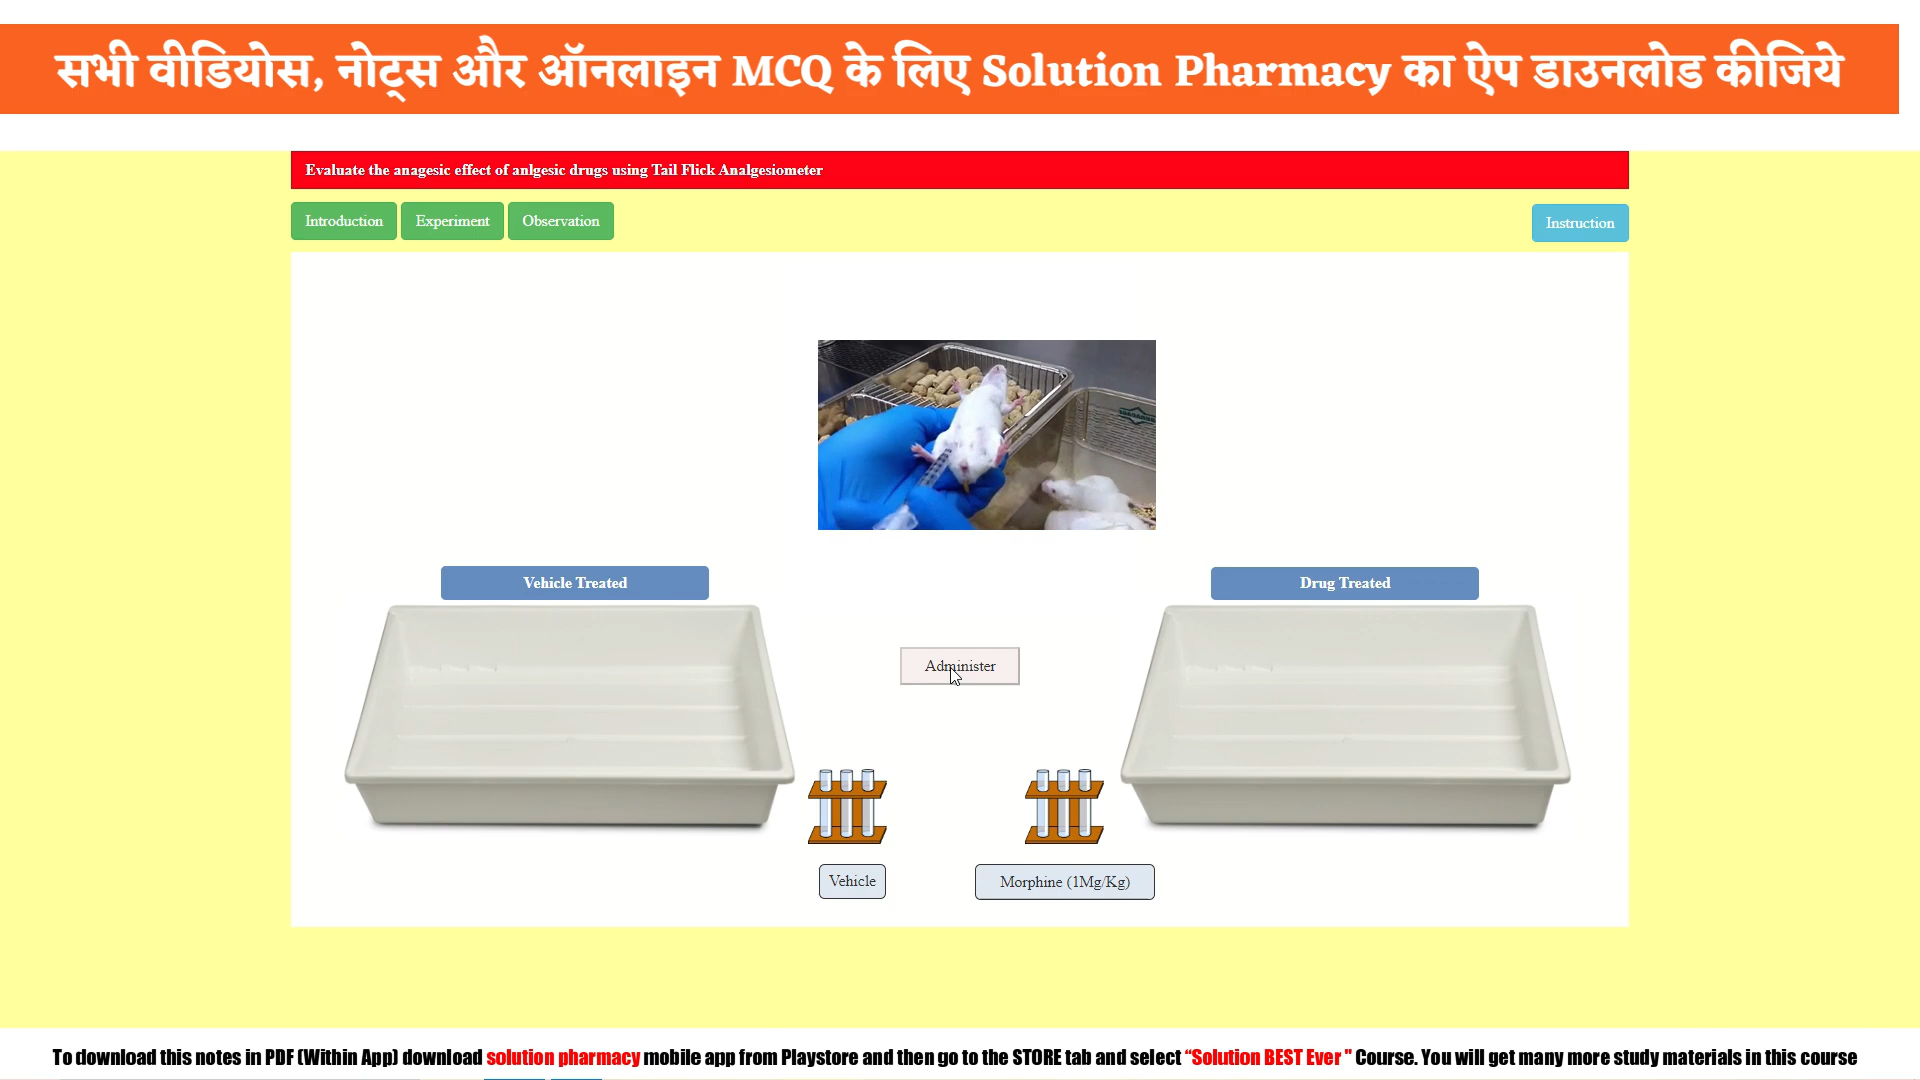 सभी वीडियोस, नोट्स और ऑनलाइन MCQ के लिए Solution Pharmacy का ऐप डाउनलोड कीजिये
Evaluate the anagesic effect of anlgesic drugs using Tail Flick Analgesiometer
Introduction
Experiment
Observation
Instruction
Vehicle Treated
Drug Treated
Administer
Vehicle
Morphine (1Mg/Kg)
To download this notes in PDF (Within App) download solution pharmacy mobile app from Playstore and then go to the STORE tab and select “Solution BEST Ever " Course. You will get many more study materials in this course